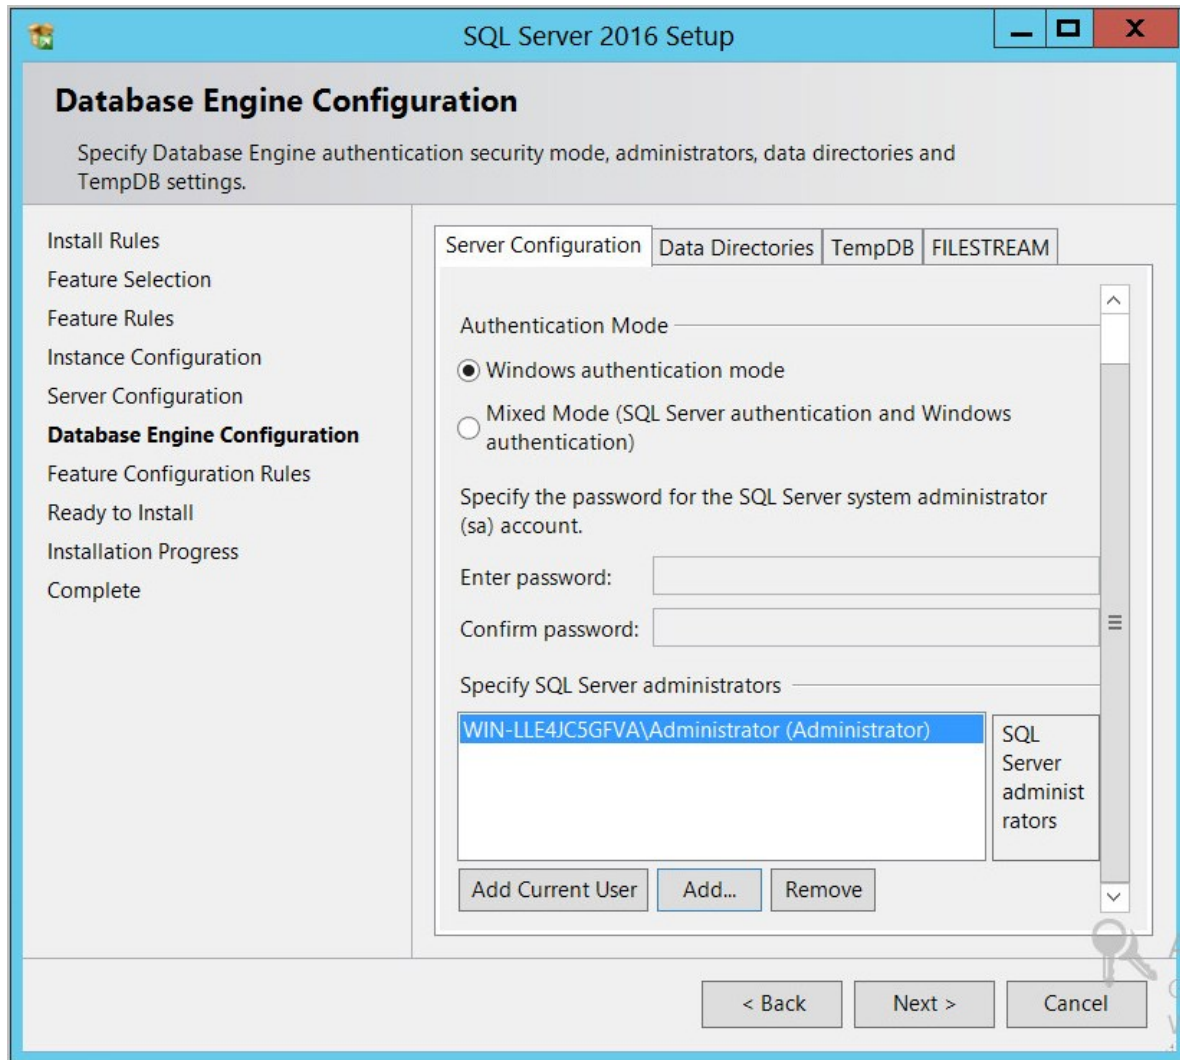 SQL Server 2016 Setup
Database Engine Configuration
Specify Database Engine authentication security mode, administrators, data directories and
TempDB settings.
Install Rules
Feature Selection
Feature Rules
Instance Configuration
Server Configuration
Database Engine Configuration
Feature Configuration Rules
Ready to Install
Installation Progress
Complete
Server Configuration
Data Directories
TempDB
FILESTREAM
Authentication Mode
Windows authentication mode
Mixed Mode (SQL Server authentication and Windows
authentication)
Specify the password for the SQL Server system administrator
(sa) account.
Enter password:
Confirm password:
Specify SQL Server administrators
WIN-LLE4JC5GFVA\Administrator (Administrator)
SQL
Server
administ
rators
Add Current User
Add...
Remove
< Back
Next >
Cancel